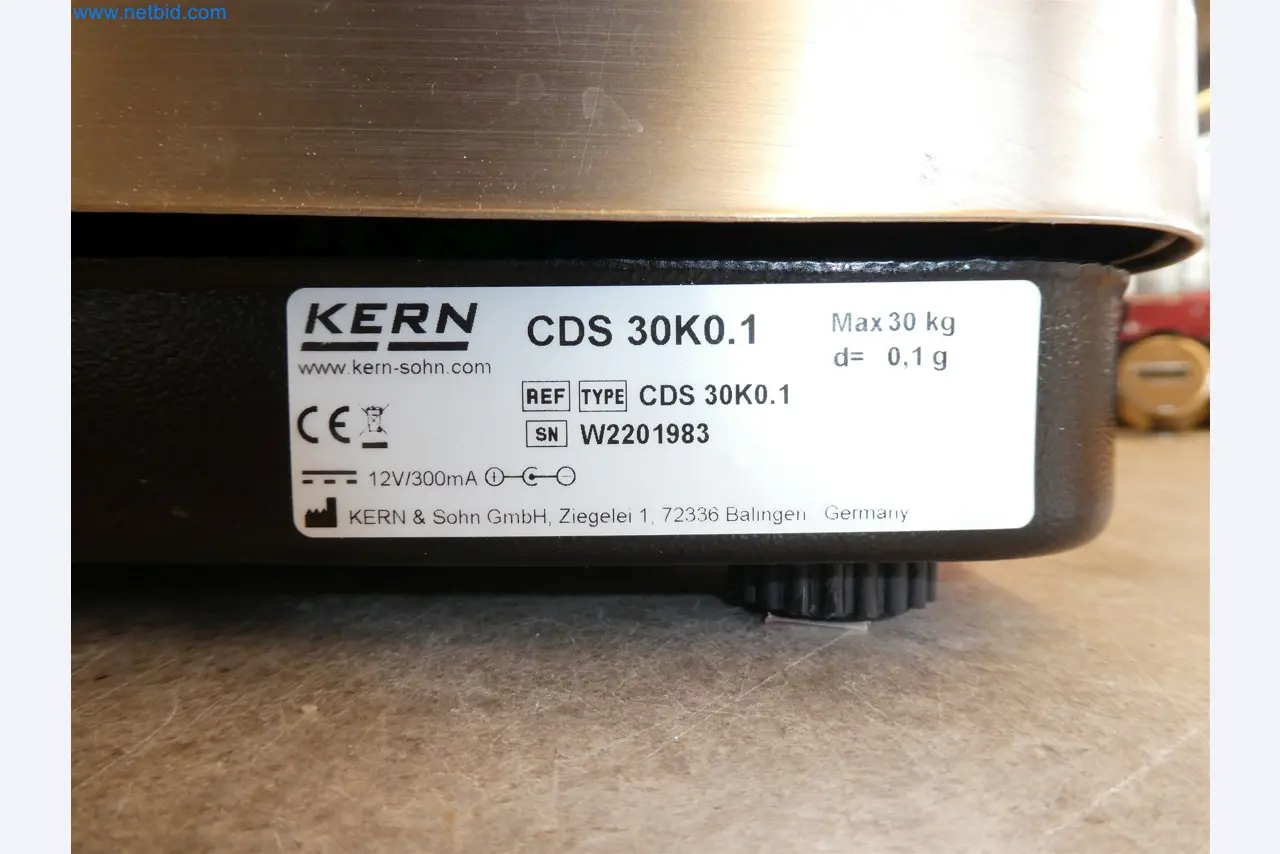 www.netbid.com
KERN
www.kern-sohn.com
CDS 30K0.1
Max 30 kg
d= 0,1 g
REF TYPE CDS 30K0.1
SN W2201983
CE
12V/300mA
KERN & Sohn GmbH, Ziegelei 1, 72336 Balingen, Germany